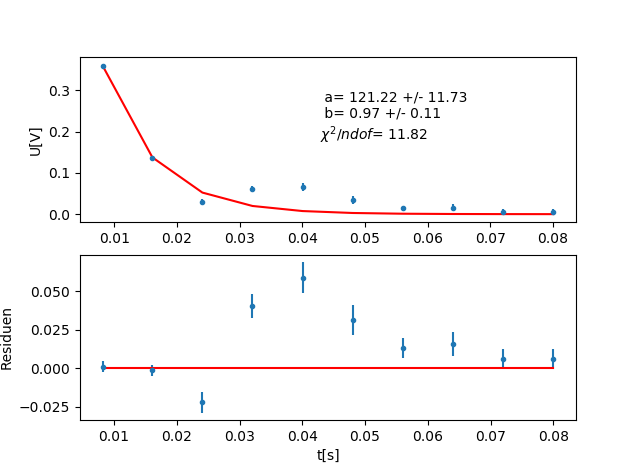 0.3
0.2
0.1
0.0
U[V]
a= 121.22 +/- 11.73
b= 0.97 +/- 0.11
χ²/ndof= 11.82
0.01 0.02 0.03 0.04 0.05 0.06 0.07 0.08
0.050
0.025
0.000
−0.025
Residuen
0.01 0.02 0.03 0.04 0.05 0.06 0.07 0.08
t[s]